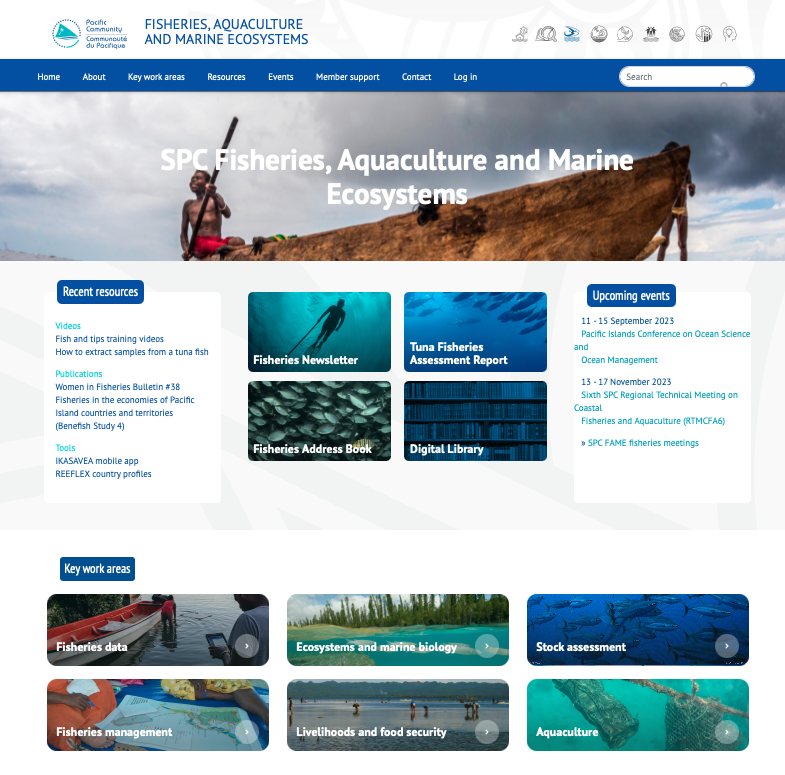 Pacific
Community
Communauté
du Pacifique
FISHERIES, AQUACULTURE
AND MARINE ECOSYSTEMS
Home About Key work areas Resources Events Member support Contact Log in Search
SPC Fisheries, Aquaculture and Marine
Ecosystems
Recent resources
Videos
Fish and tips training videos
How to extract samples from a tuna fish
Publications
Women in Fisheries Bulletin #38
Fisheries in the economies of Pacific
Island countries and territories
(Benefish Study 4)
Tools
IKASAVEA mobile app
REEFLEX country profiles
Fisheries Newsletter
Tuna Fisheries
Assessment Report
Fisheries Address Book
Digital Library
Upcoming events
11 - 15 September 2023
Pacific Islands Conference on Ocean Science
and
Ocean Management
13 - 17 November 2023
Sixth SPC Regional Technical Meeting on
Coastal
Fisheries and Aquaculture (RTMCFA6)
» SPC FAME fisheries meetings
Key work areas
Fisheries data ›
Ecosystems and marine biology ›
Stock assessment ›
Fisheries management ›
Livelihoods and food security ›
Aquaculture ›